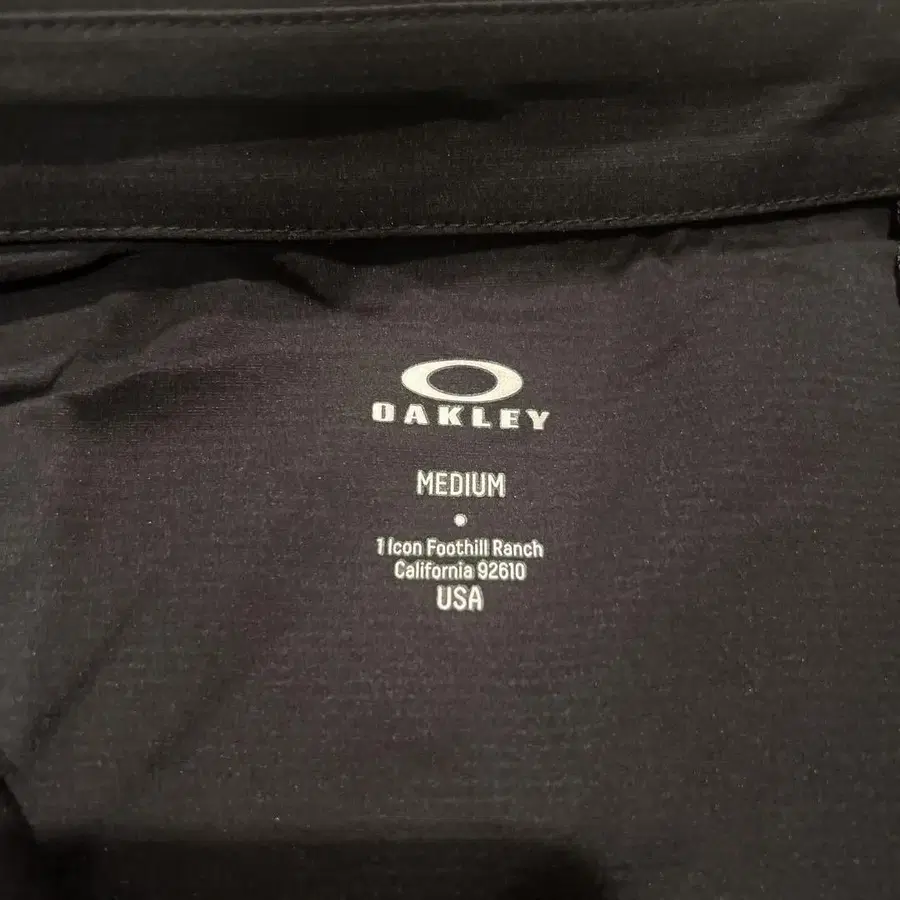 OAKLEY
MEDIUM
1 Icon Foothill Ranch
California 92610
USA